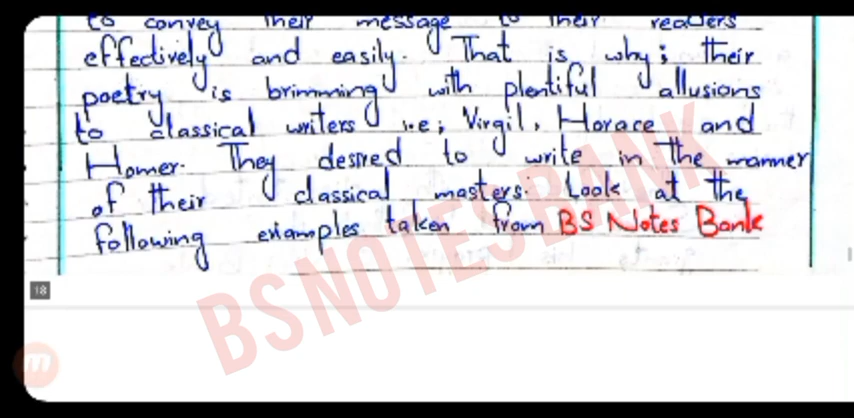 to convey their message to their readers
effectively and easily. That is why; their
poetry is brimming with plentiful allusions
to classical writers i.e; Virgil, Horace and
Homer. They desired to write in the manner
of their classical masters. Look at the
following examples taken from BS Notes Bank
BSNOTESBANK
18
m